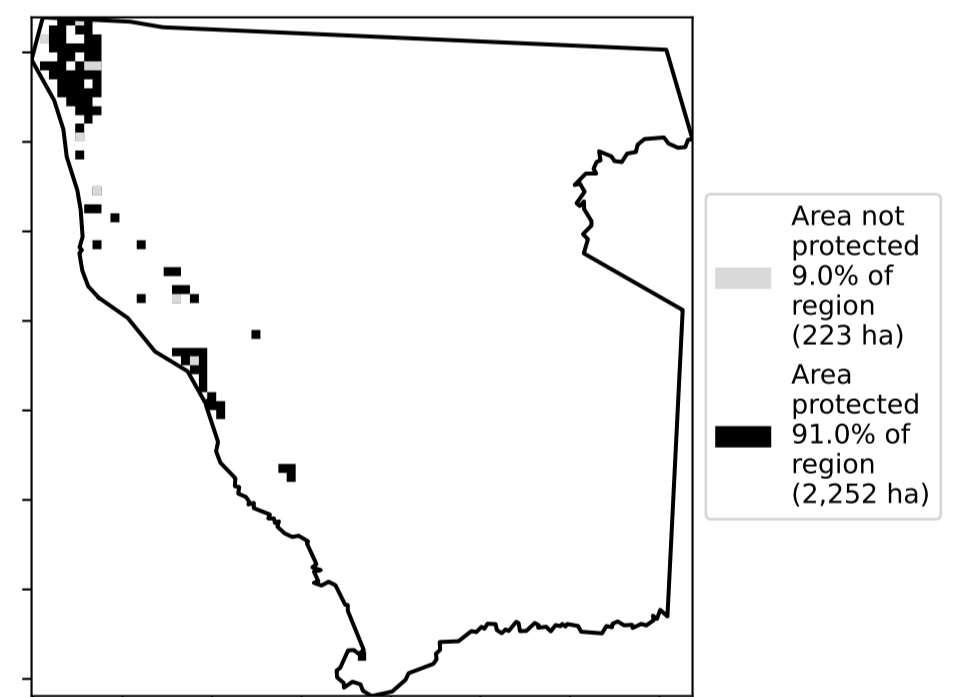 Area not
protected
9.0% of
region
(223 ha)
Area
protected
91.0% of
region
(2,252 ha)